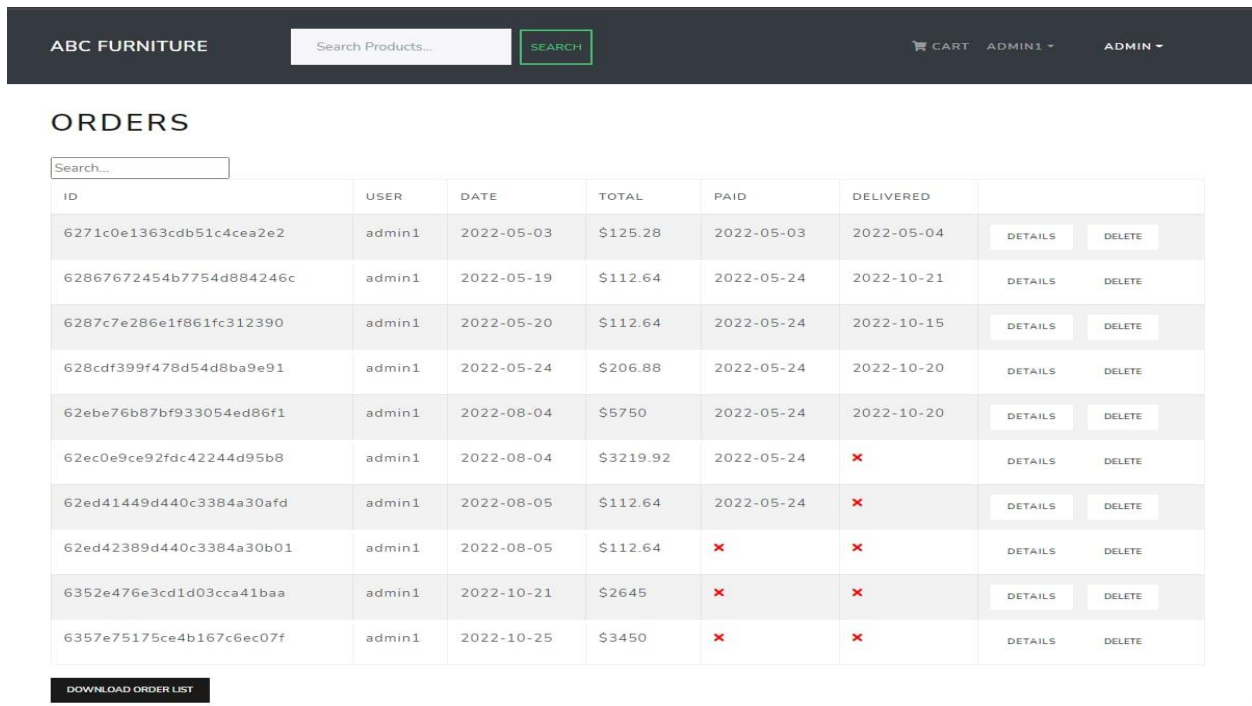 ABC FURNITURE Search Products... SEARCH CART ADMIN1 ADMIN
ORDERS
Search...
ID USER DATE TOTAL PAID DELIVERED
6271c0e1363cdb51c4cea2e2 admin1 2022-05-03 $125.28 2022-05-03 2022-05-04 DETAILS DELETE
62867672454b7754d884246c admin1 2022-05-19 $112.64 2022-05-24 2022-10-21 DETAILS DELETE
6287c7e286e1f861fc312390 admin1 2022-05-20 $112.64 2022-05-24 2022-10-15 DETAILS DELETE
628cdf399f478d54d8ba9e91 admin1 2022-05-24 $206.88 2022-05-24 2022-10-20 DETAILS DELETE
62ebe76b87bf933054ed86f1 admin1 2022-08-04 $5750 2022-05-24 2022-10-20 DETAILS DELETE
62ec0e9ce92fdc42244d95b8 admin1 2022-08-04 $3219.92 2022-05-24 DETAILS DELETE
62ed41449d440c3384a30afd admin1 2022-08-05 $112.64 2022-05-24 DETAILS DELETE
62ed42389d440c3384a30b01 admin1 2022-08-05 $112.64 DETAILS DELETE
6352e476e3cd1d03cca41baa admin1 2022-10-21 $2645 DETAILS DELETE
6357e75175ce4b167c6ec07f admin1 2022-10-25 $3450 DETAILS DELETE
DOWNLOAD ORDER LIST